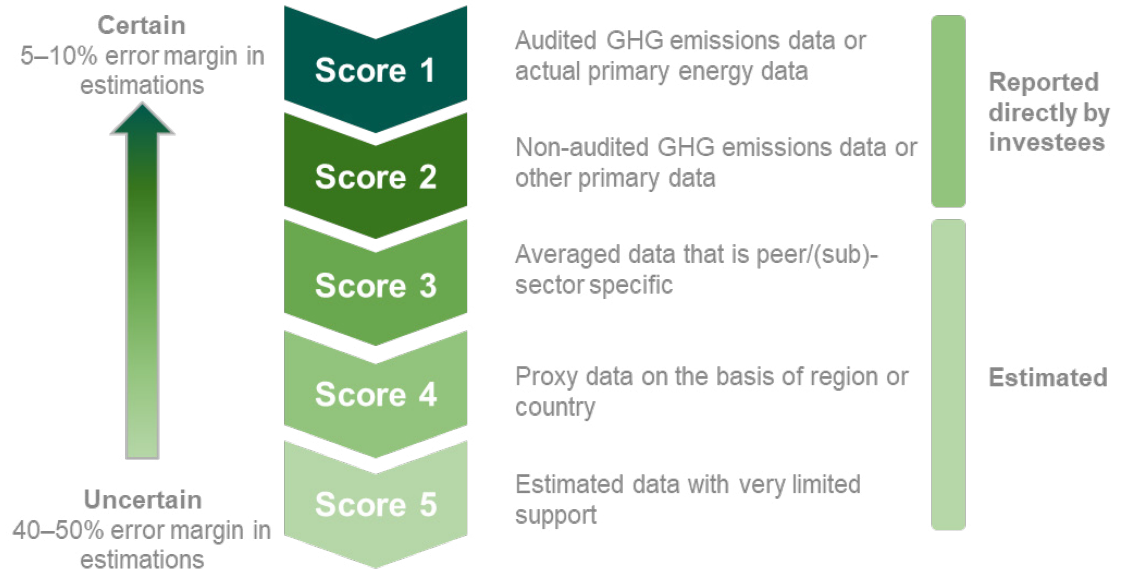 Certain
5–10% error margin in
estimations
Score 1
Audited GHG emissions data or
actual primary energy data
Reported
directly by
investees
Score 2
Non-audited GHG emissions data or
other primary data
Score 3
Averaged data that is peer/(sub)-
sector specific
Score 4
Proxy data on the basis of region or
country
Estimated
Uncertain
40–50% error margin in
estimations
Score 5
Estimated data with very limited
support